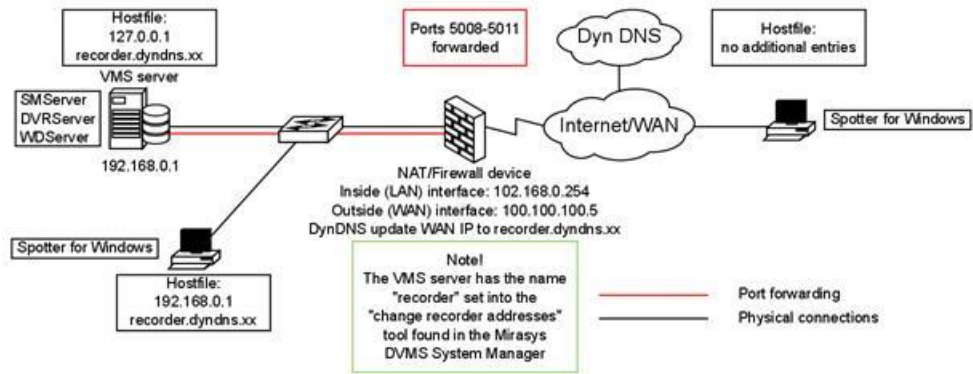 Hostfile:
127.0.0.1
recorder.dyndns.xx
VMS server
SMServer
DVRServer
WDServer
192.168.0.1
Ports 5008-5011
forwarded
Dyn DNS
Hostfile:
no additional entries
Internet/WAN
Spotter for Windows
NAT/Firewall device
Inside (LAN) interface: 102.168.0.254
Outside (WAN) interface: 100.100.100.5
DynDNS update WAN IP to recorder.dyndns.xx
Spotter for Windows
Hostfile:
192.168.0.1
recorder.dyndns.xx
Note!
The VMS server has the name
"recorder" set into the
"change recorder addresses"
tool found in the Mirasys
DVMS System Manager
Port forwarding
Physical connections